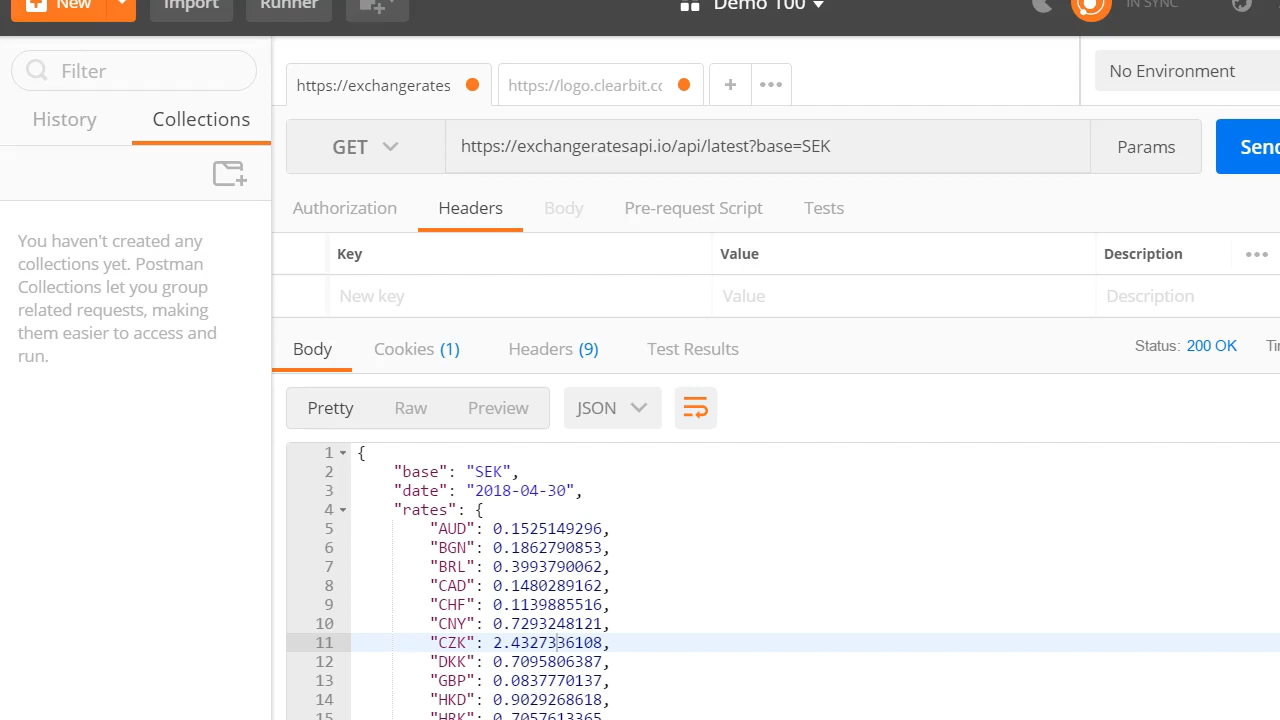 New Import Runner Demo 100 IN SYNC
Filter
History Collections
You haven't created any
collections yet. Postman
Collections let you group
related requests, making
them easier to access and
run.
https://exchangerates https://logo.clearbit.cc + •••
No Environment
GET https://exchangeratesapi.io/api/latest?base=SEK Params Send
Authorization Headers Body Pre-request Script Tests
Key Value Description •••
New key Value Description
Body Cookies (1) Headers (9) Test Results Status: 200 OK
Pretty Raw Preview JSON
1 {
2 "base": "SEK",
3 "date": "2018-04-30",
4 "rates": {
5 "AUD": 0.1525149296,
6 "BGN": 0.1862790853,
7 "BRL": 0.3993790062,
8 "CAD": 0.1480289162,
9 "CHF": 0.1139885516,
10 "CNY": 0.7293248121,
11 "CZK": 2.4327336108,
12 "DKK": 0.7095806387,
13 "GBP": 0.0837770137,
14 "HKD": 0.9029268618,
15 "HRK": 0.7057613365,